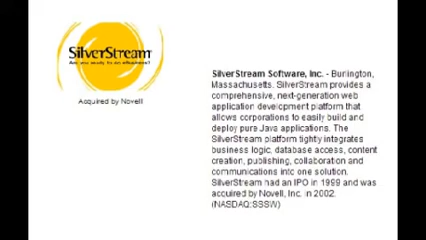 SilverStream
Are you ready to do eBusiness?
Acquired by Novell
SilverStream Software, Inc. - Burlington,
Massachusetts. SilverStream provides a
comprehensive, next-generation web
application development platform that
allows corporations to easily build and
deploy pure Java applications. The
SilverStream platform tightly integrates
business logic, database access, content
creation, publishing, collaboration and
communications into one solution.
SilverStream had an IPO in 1999 and was
acquired by Novell, Inc. in 2002.
(NASDAQ:SSSW)